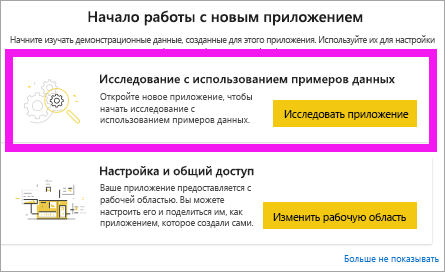 Начало работы с новым приложением
Начните изучать демонстрационные данные, созданные для этого приложения. Используйте их для настройки
Исследование с использованием примеров данных
Откройте новое приложение, чтобы
начать исследование с
использованием примеров данных.
Исследовать приложение
Настройка и общий доступ
Ваше приложение предоставляется с
рабочей областью. Вы можете
настроить его и поделиться им, как
приложением, которое создали сами.
Изменить рабочую область
Больше не показывать